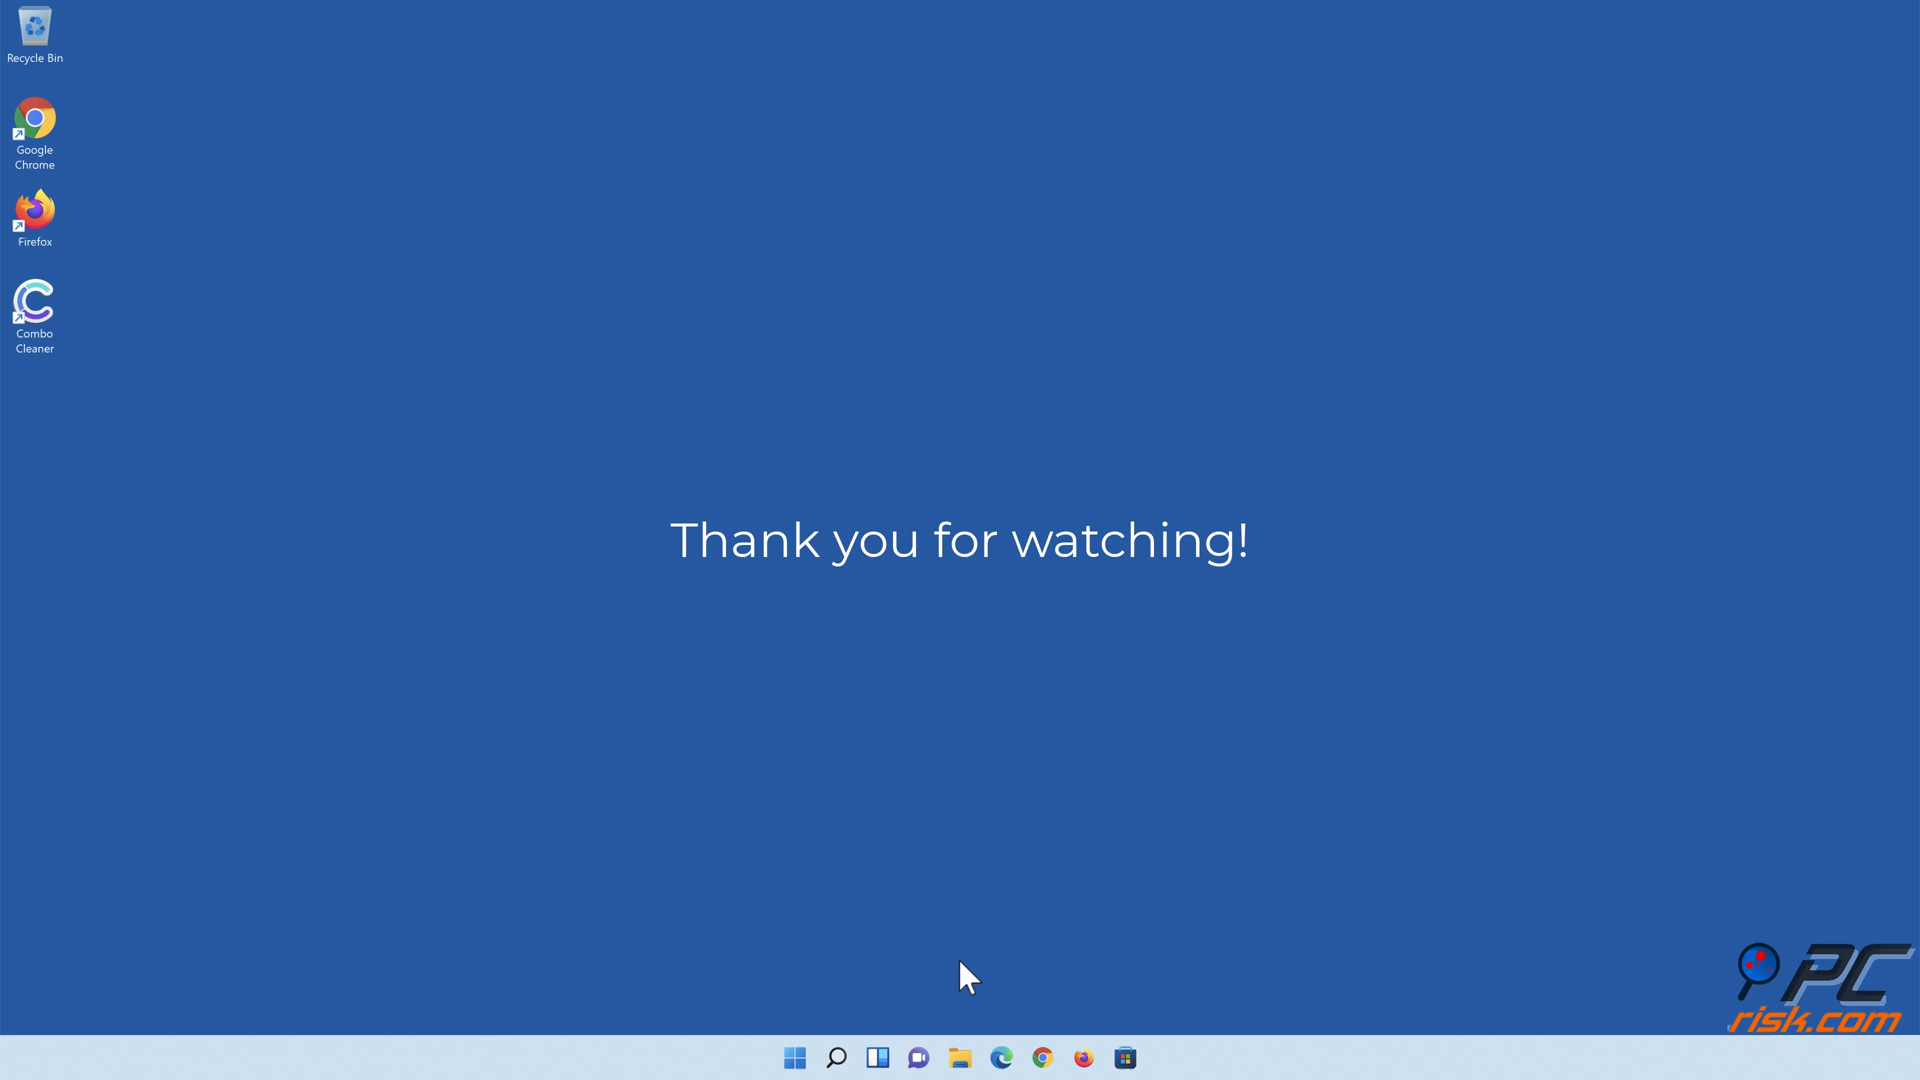 Recycle Bin
Google
Chrome
Firefox
Combo
Cleaner
Thank you for watching!
PC
risk.com